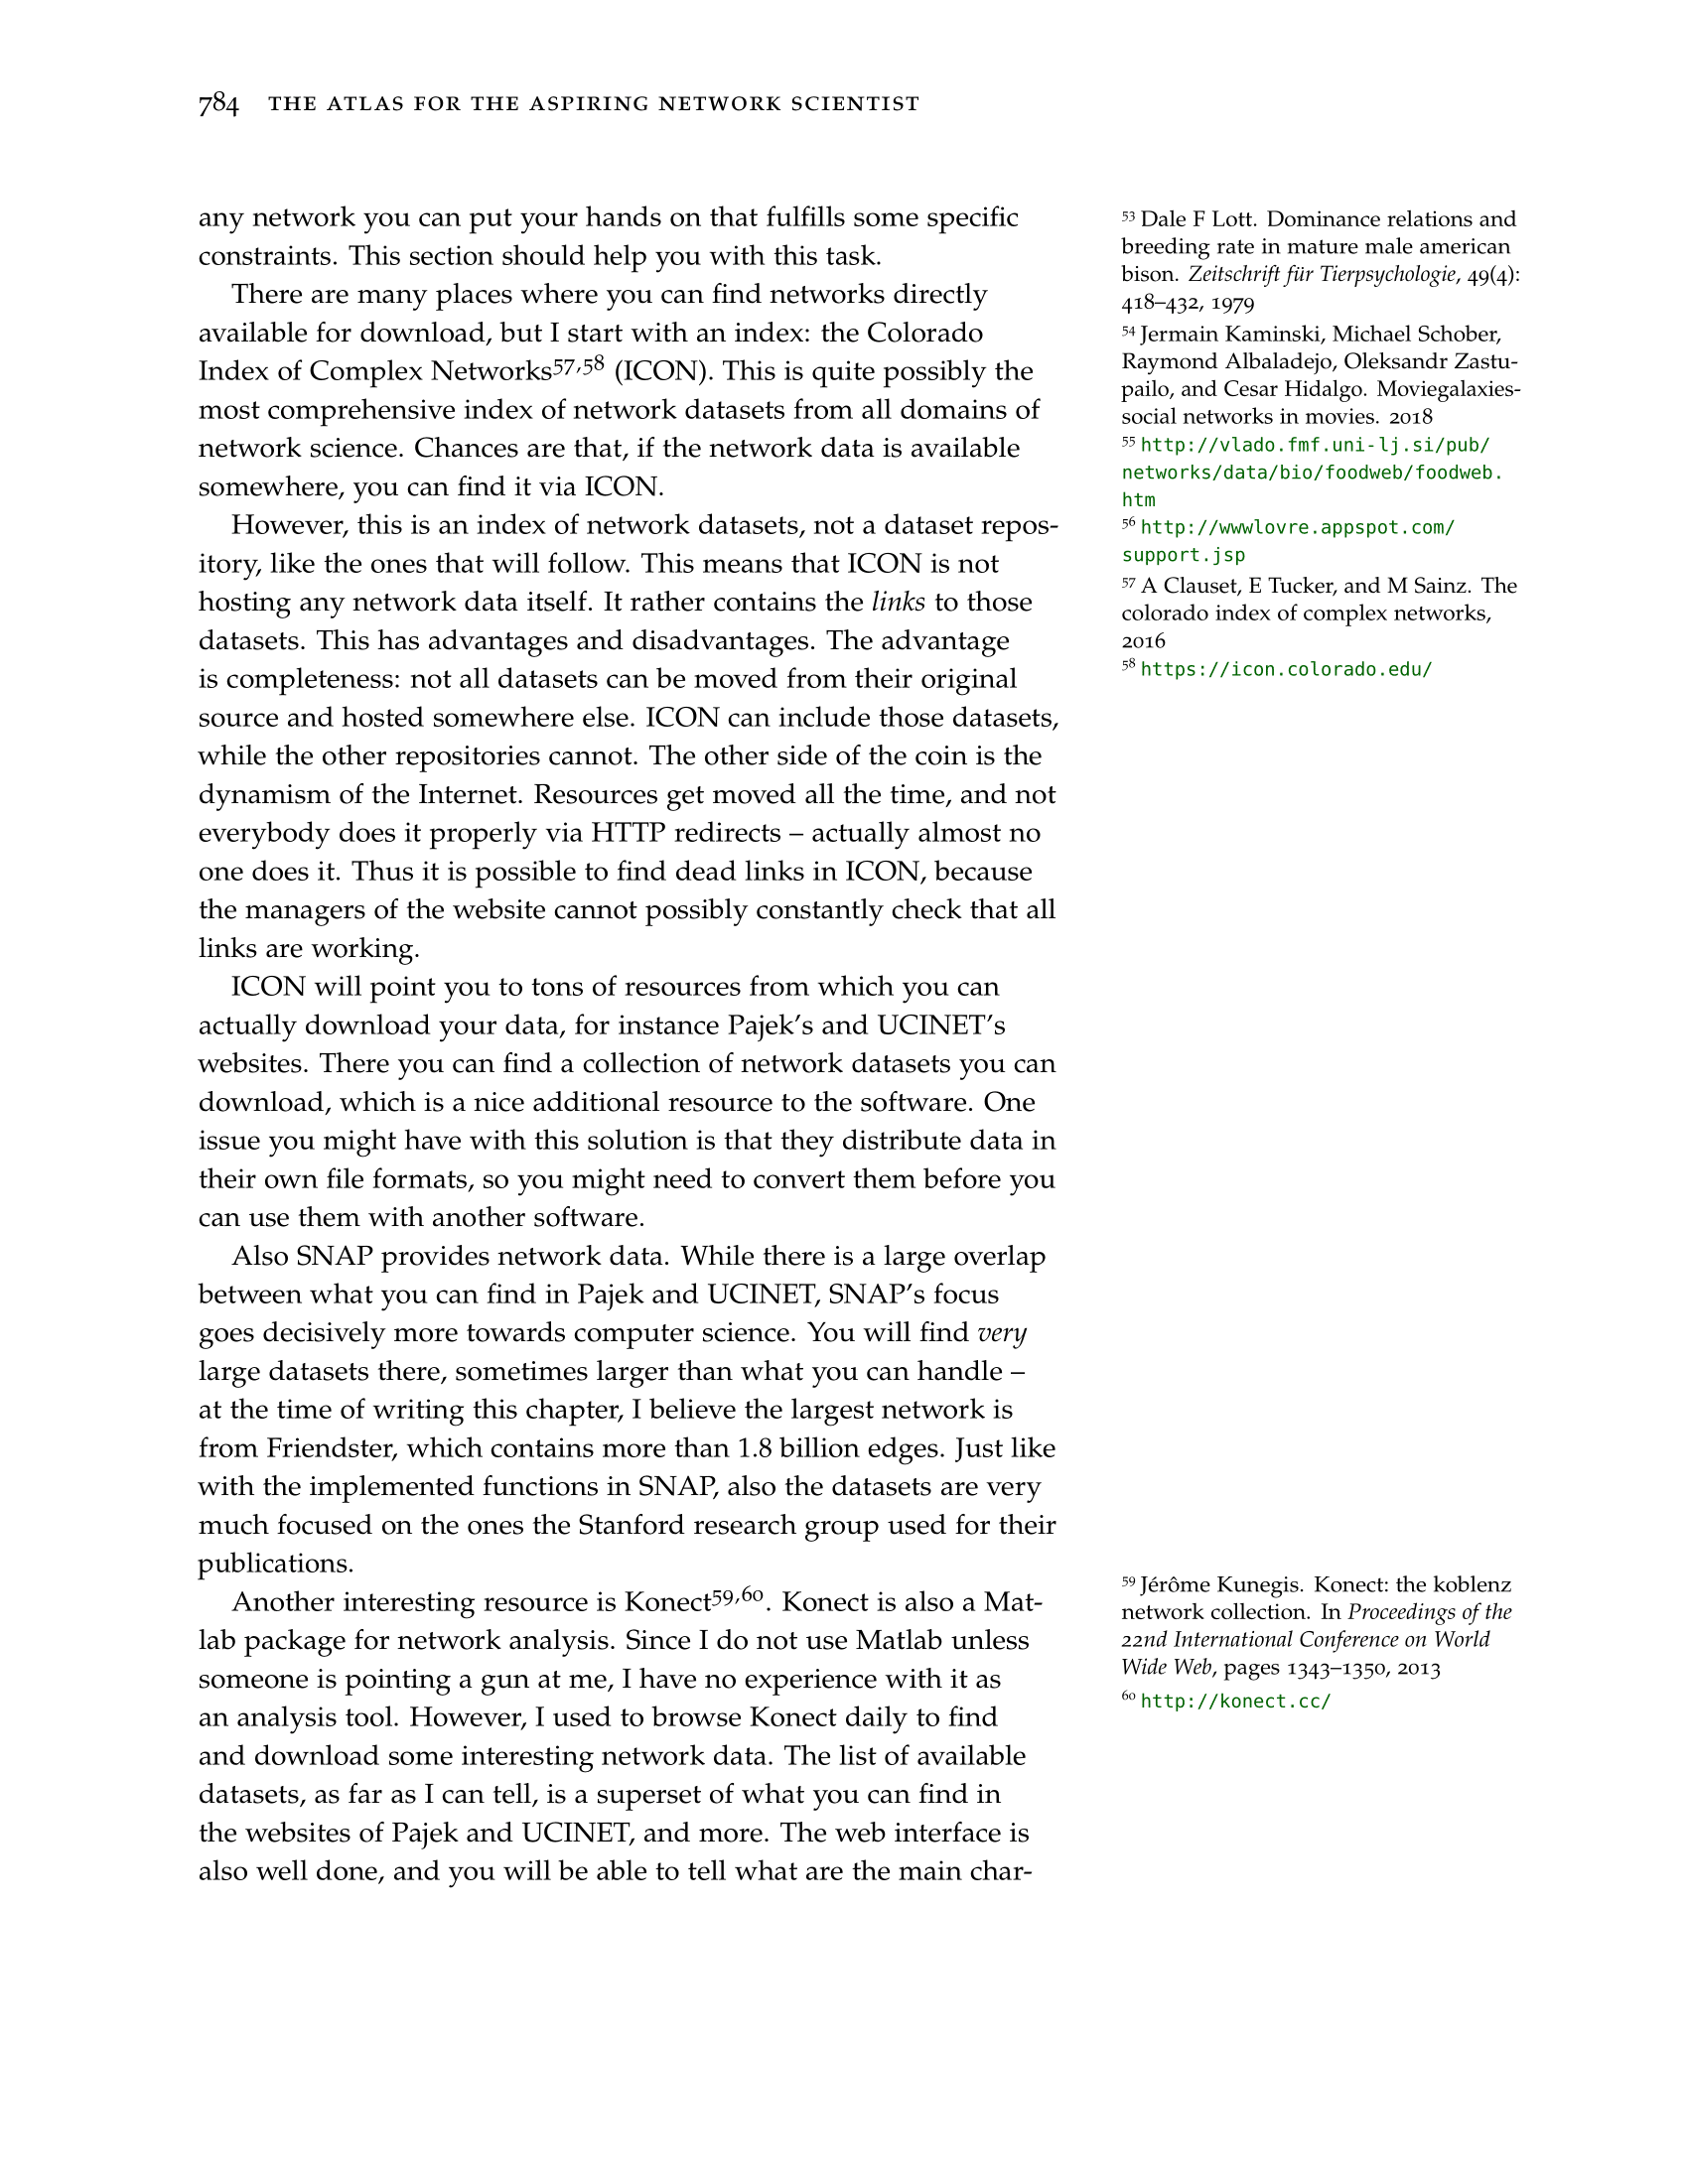 784 THE ATLAS FOR THE ASPIRING NETWORK SCIENTIST
any network you can put your hands on that fulfills some specific
constraints. This section should help you with this task.
There are many places where you can find networks directly
available for download, but I start with an index: the Colorado
Index of Complex Networks57,58 (ICON). This is quite possibly the
most comprehensive index of network datasets from all domains of
network science. Chances are that, if the network data is available
somewhere, you can find it via ICON.
However, this is an index of network datasets, not a dataset repos-
itory, like the ones that will follow. This means that ICON is not
hosting any network data itself. It rather contains the links to those
datasets. This has advantages and disadvantages. The advantage
is completeness: not all datasets can be moved from their original
source and hosted somewhere else. ICON can include those datasets,
while the other repositories cannot. The other side of the coin is the
dynamism of the Internet. Resources get moved all the time, and not
everybody does it properly via HTTP redirects – actually almost no
one does it. Thus it is possible to find dead links in ICON, because
the managers of the website cannot possibly constantly check that all
links are working.
ICON will point you to tons of resources from which you can
actually download your data, for instance Pajek's and UCINET's
websites. There you can find a collection of network datasets you can
download, which is a nice additional resource to the software. One
issue you might have with this solution is that they distribute data in
their own file formats, so you might need to convert them before you
can use them with another software.
Also SNAP provides network data. While there is a large overlap
between what you can find in Pajek and UCINET, SNAP's focus
goes decisively more towards computer science. You will find very
large datasets there, sometimes larger than what you can handle –
at the time of writing this chapter, I believe the largest network is
from Friendster, which contains more than 1.8 billion edges. Just like
with the implemented functions in SNAP, also the datasets are very
much focused on the ones the Stanford research group used for their
publications.
Another interesting resource is Konect59,60. Konect is also a Mat-
lab package for network analysis. Since I do not use Matlab unless
someone is pointing a gun at me, I have no experience with it as
an analysis tool. However, I used to browse Konect daily to find
and download some interesting network data. The list of available
datasets, as far as I can tell, is a superset of what you can find in
the websites of Pajek and UCINET, and more. The web interface is
also well done, and you will be able to tell what are the main char-
53 Dale F Lott. Dominance relations and
breeding rate in mature male american
bison. Zeitschrift für Tierpsychologie, 49(4):
418–432, 1979
54 Jermain Kaminski, Michael Schober,
Raymond Albaladejo, Oleksandr Zastu-
pailo, and Cesar Hidalgo. Moviegalaxies-
social networks in movies. 2018
55 http://vlado.fmf.uni-lj.si/pub/
networks/data/bio/foodweb/foodweb.
htm
56 http://wwwlovre.appspot.com/
support.jsp
57 A Clauset, E Tucker, and M Sainz. The
colorado index of complex networks,
2016
58 https://icon.colorado.edu/
59 Jérôme Kunegis. Konect: the koblenz
network collection. In Proceedings of the
22nd International Conference on World
Wide Web, pages 1343–1350, 2013
60 http://konect.cc/